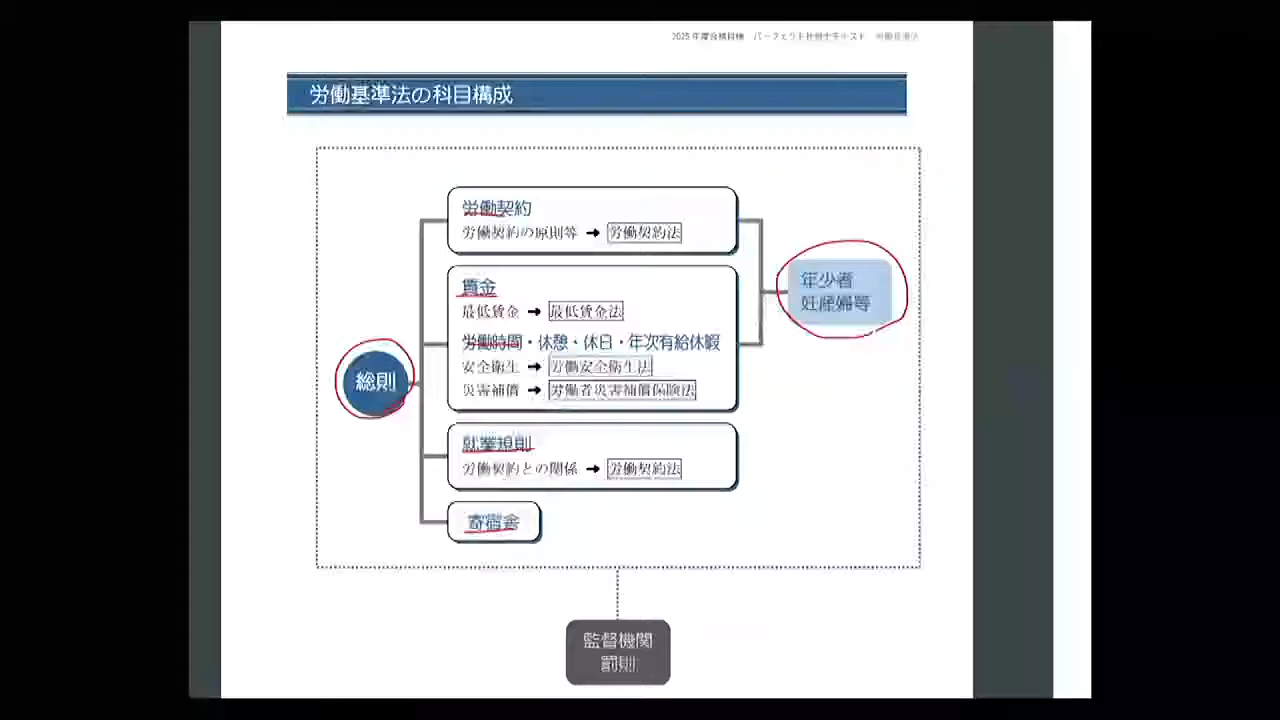 2025年度合格目標 パーフェクト社労士テキスト 労働基準法
労働基準法の科目構成
労働契約
労働契約の原則等 ➡ 労働契約法
賃金
最低賃金 ➡ 最低賃金法
労働時間・休憩・休日・年次有給休暇
安全衛生 ➡ 労働安全衛生法
災害補償 ➡ 労働者災害補償保険法
年少者
妊産婦等
総則
就業規則
労働契約との関係 ➡ 労働契約法
寄宿舎
監督機関
罰則